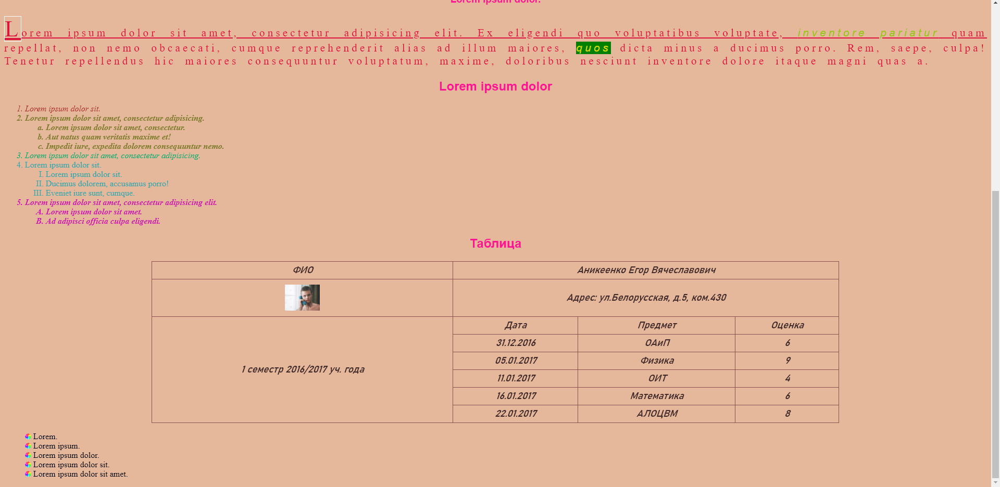 Lorem ipsum dolor.
Lorem ipsum dolor sit amet, consectetur adipisicing elit. Ex eligendi quo voluptatibus voluptate, inventore pariatur quam
repellat, non nemo obcaecati, cumque reprehenderit alias ad illum maiores, quos dicta minus a ducimus porro. Rem, saepe, culpa!
Tenetur repellendus hic maiores consequuntur voluptatum, maxime, doloribus nesciunt inventore dolore itaque magni quas a.
Lorem ipsum dolor
1. Lorem ipsum dolor sit.
2. Lorem ipsum dolor sit amet, consectetur adipisicing.
a. Lorem ipsum dolor sit amet, consectetur.
b. Aut natus quam veritatis maxime et!
c. Impedit iure, expedita dolorem consequuntur nemo.
3. Lorem ipsum dolor sit amet, consectetur adipisicing.
4. Lorem ipsum dolor sit.
I. Lorem ipsum dolor sit.
II. Ducimus dolorem, accusamus porro!
III. Eveniet iure sunt, cumque.
5. Lorem ipsum dolor sit amet, consectetur adipisicing elit.
A. Lorem ipsum dolor sit amet.
B. Ad adipisci officia culpa eligendi.
Таблица
ФИО Аникеенко Егор Вячеславович
Адрес: ул.Белорусская, д.5, ком.430
1 семестр 2016/2017 уч. года
Дата Предмет Оценка
31.12.2016 ОАиП 6
05.01.2017 Физика 9
11.01.2017 ОИТ 4
16.01.2017 Математика 6
22.01.2017 АЛОЦВМ 8
Lorem.
Lorem ipsum.
Lorem ipsum dolor.
Lorem ipsum dolor sit.
Lorem ipsum dolor sit amet.